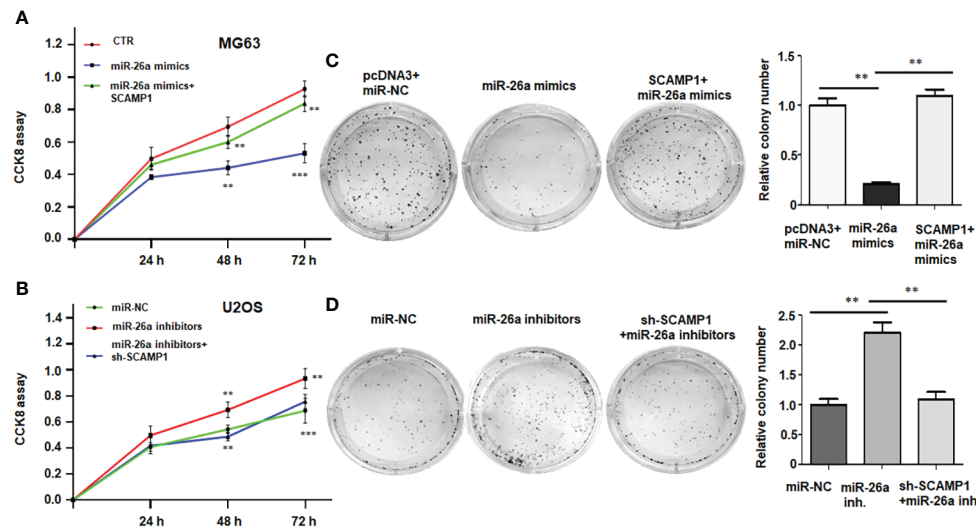 A
MG63
CTR
miR-26a mimics
miR-26a mimics+
SCAMP1
CCK8 assay
1.2
1.0
0.8
0.6
0.4
0.2
0.0
**
**
**
***
24 h
48 h
72 h
B
U2OS
miR-NC
miR-26a inhibitors
miR-26a inhibitors+
sh-SCAMP1
CCK8 assay
1.4
1.2
1.0
0.8
0.6
0.4
0.2
0.0
**
**
**
***
24 h
48 h
72 h
C
pcDNA3+
miR-NC
miR-26a mimics
SCAMP1+
miR-26a mimics
Relative colony number
1.5
1.0
0.5
0.0
**
**
pcDNA3+
miR-NC
miR-26a
mimics
SCAMP1+
miR-26a
mimics
D
miR-NC
miR-26a inhibitors
sh-SCAMP1
+miR-26a inhibitors
Relative colony number
2.5
2.0
1.5
1.0
0
**
**
miR-NC
miR-26a
inh.
sh-SCAMP1
+miR-26a inh